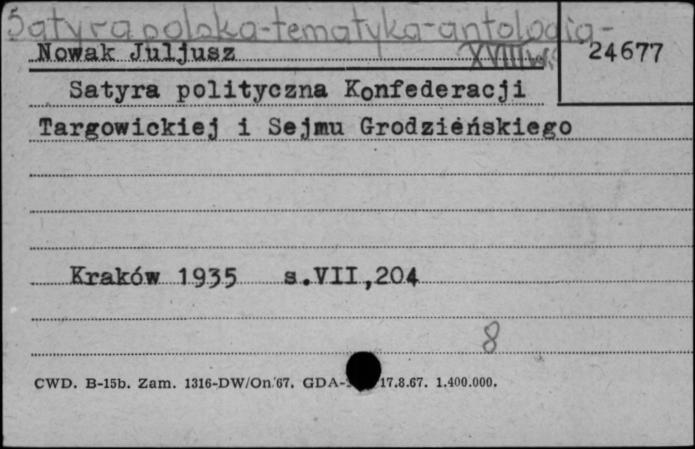 Satyra polska-tematyka-antologia-
XVIII w.
Nowak Juljusz
24677
Satyra polityczna Konfederacji
Targowickiej i Sejmu Grodzieńskiego
Kraków 1935 s.VII,204
8
CWD. B-15b. Zam. 1316-DW/On/67. GDA- 17.8.67. 1.400.000.